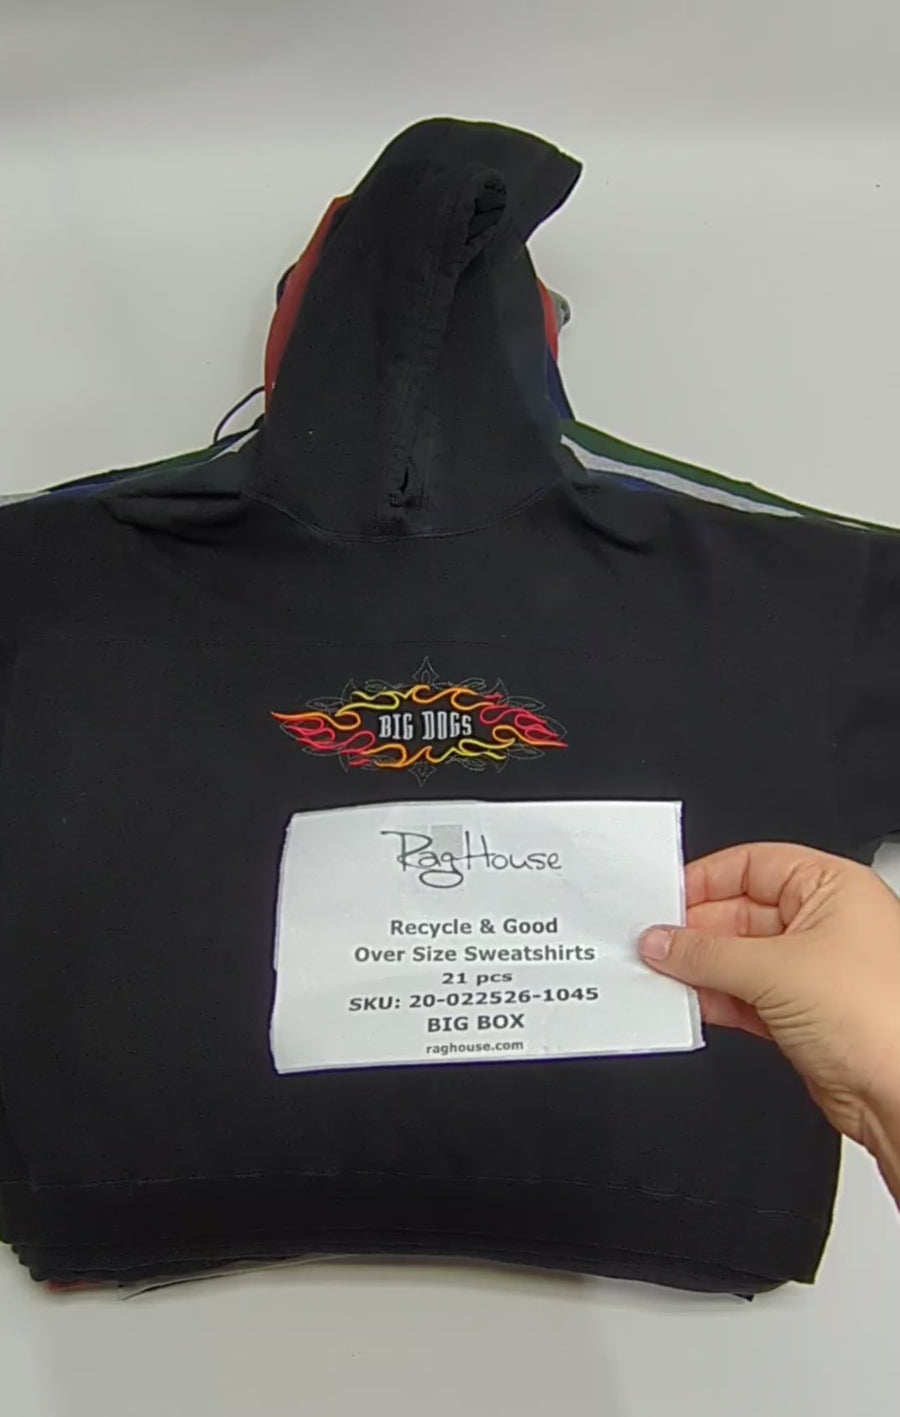 BIG DOGS
RagHouse
Recycle & Good
Over Size Sweatshirts
21 pcs
SKU: 20-022526-1045
BIG BOX
raghouse.com